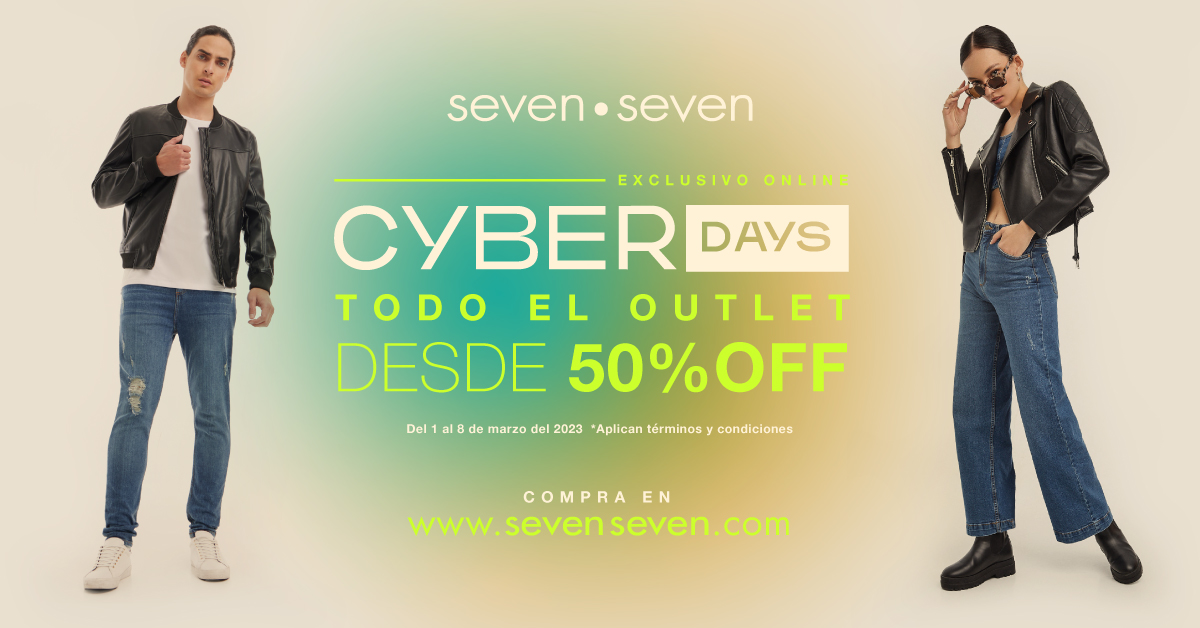 seven•seven
EXCLUSIVO ONLINE
CYBER DAYS
TODO EL OUTLET
DESDE 50%OFF
Del 1 al 8 de marzo del 2023 *Aplican términos y condiciones
COMPRA EN
www.sevenseven.com